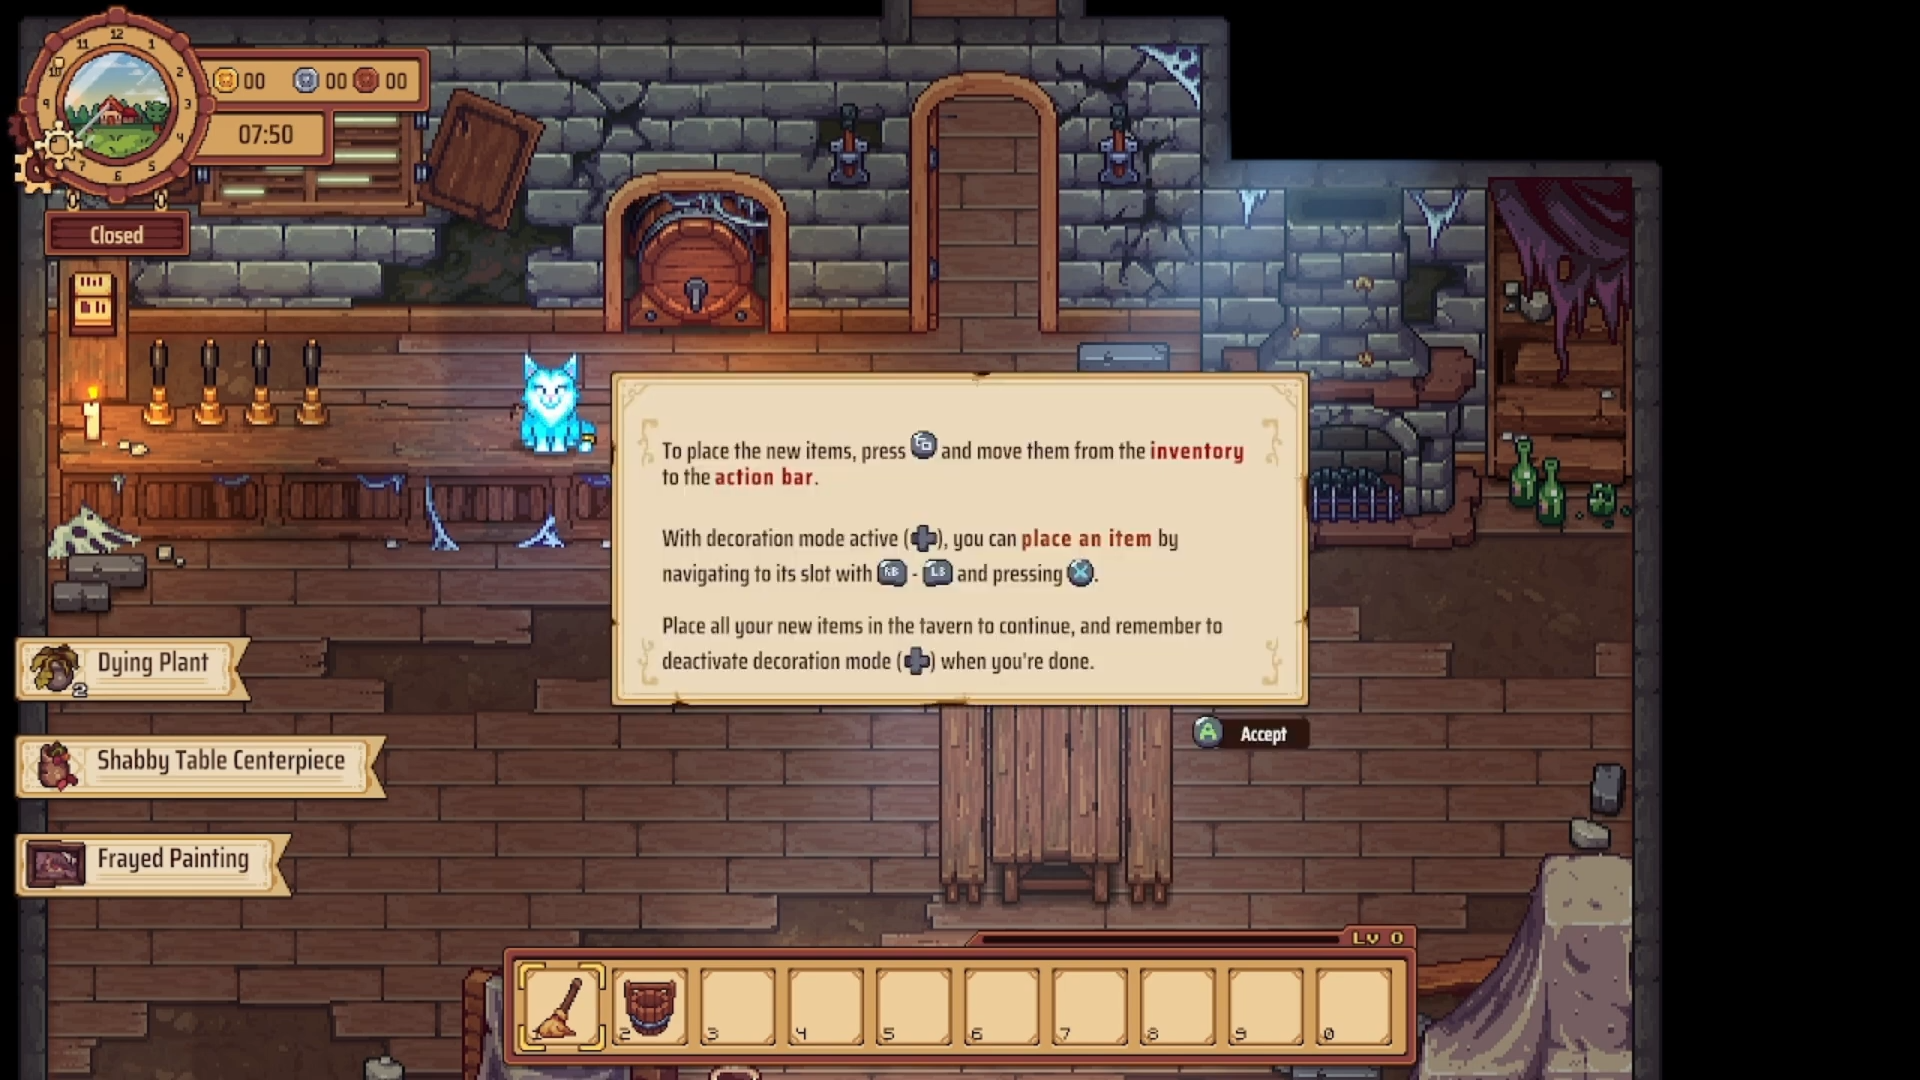 12
11 1
10 2
9 3
4
7 5
6
00 00 00
07:50
Closed
To place the new items, press and move them from the inventory
to the action bar.
With decoration mode active ( ), you can place an item by
navigating to its slot with RB - LB and pressing X.
Place all your new items in the tavern to continue, and remember to
deactivate decoration mode ( ) when you're done.
A Accept
Dying Plant
2
Shabby Table Centerpiece
Frayed Painting
Lv 0
2 3 4 5 6 7 8 9 0